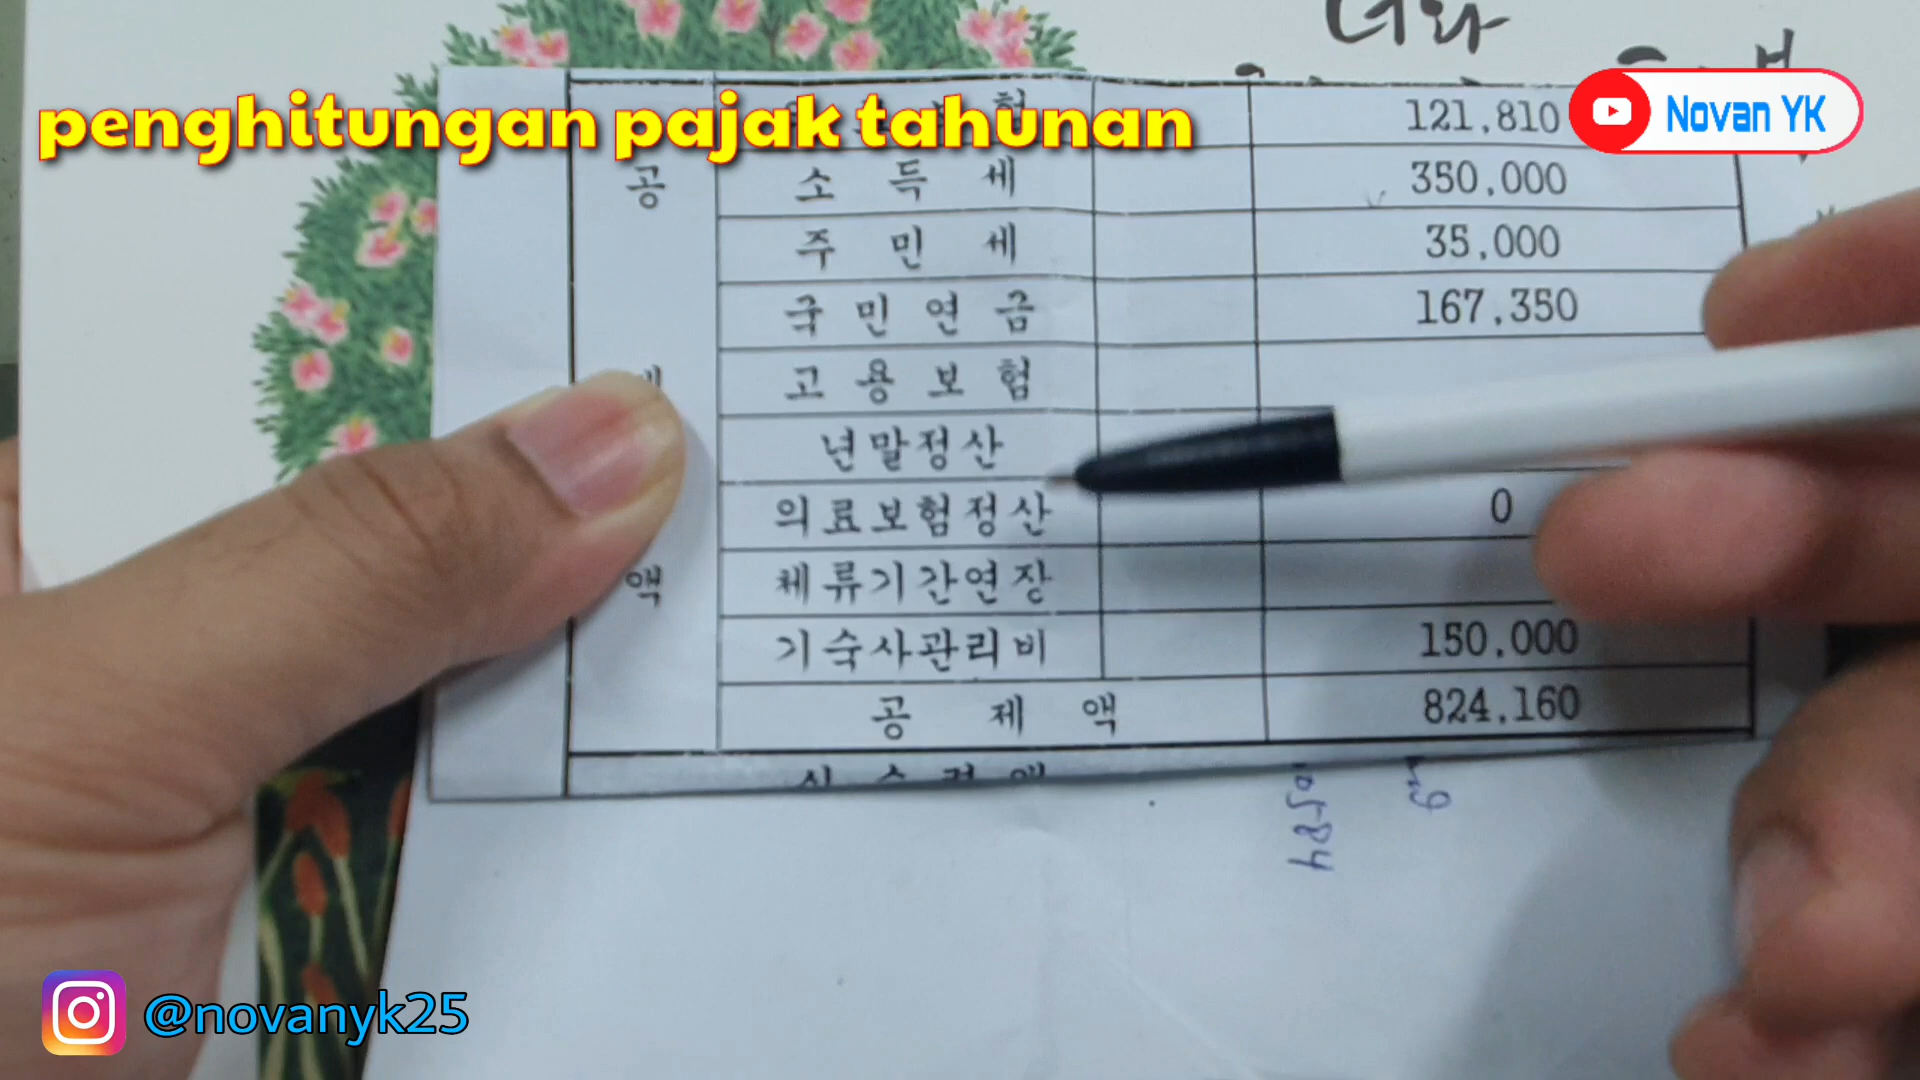 너와
penghitungan pajak tahunan
험 121,810
Novan YK
공 소 득 세 350,000
주 민 세 35,000
국 민 연 금 167,350
고 용 보 험
년말정산
의료보험정산 0
액 체류기간연장
기숙사관리비 150,000
공 제 액 824,160
@novanyk25